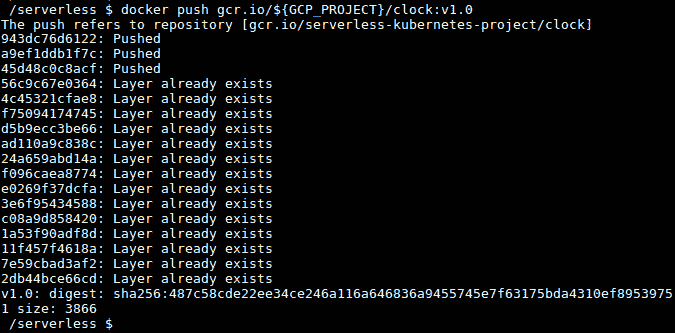 /serverless $ docker push gcr.io/${GCP_PROJECT}/clock:v1.0
The push refers to repository [gcr.io/serverless-kubernetes-project/clock]
943dc76d6122: Pushed
a9ef1ddb1f7c: Pushed
45d48c0c8acf: Pushed
56c9c67e0364: Layer already exists
4c45321cfae8: Layer already exists
f75094174745: Layer already exists
d5b9ecc3be66: Layer already exists
ad110a9c838c: Layer already exists
24a659abd14a: Layer already exists
f096caea8774: Layer already exists
e0269f37dcfa: Layer already exists
3e6f95434588: Layer already exists
c08a9d858420: Layer already exists
1a53f90adf8d: Layer already exists
11f457f4618a: Layer already exists
7e59cbad3af2: Layer already exists
2db44bce66cd: Layer already exists
v1.0: digest: sha256:487c58cde22ee34ce246a116a646836a9455745e7f63175bda4310ef8953975
1 size: 3866
/serverless $